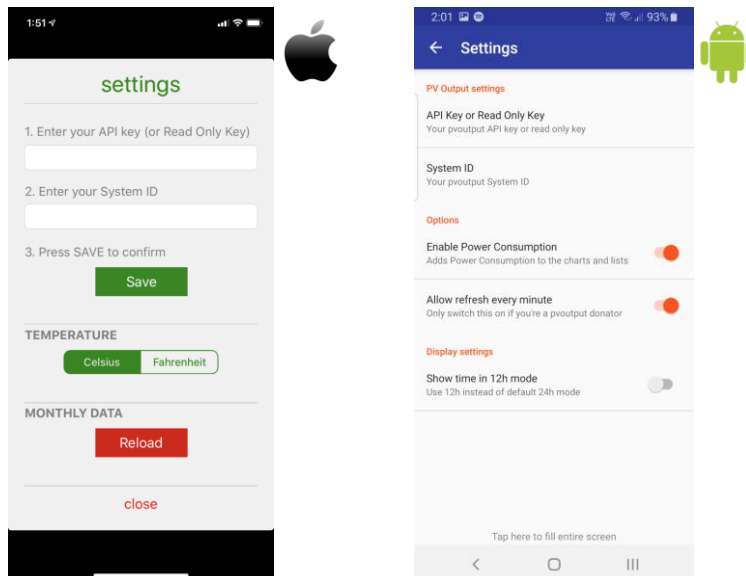 1:51
settings
1. Enter your API key (or Read Only Key)
2. Enter your System ID
3. Press SAVE to confirm
Save
TEMPERATURE
Celsius Fahrenheit
MONTHLY DATA
Reload
close
2:01 93%
Settings
PV Output settings
API Key or Read Only Key
Your pvoutput API key or read only key
System ID
Your pvoutput System ID
Options
Enable Power Consumption
Adds Power Consumption to the charts and lists
Allow refresh every minute
Only switch this on if you're a pvoutput donator
Display settings
Show time in 12h mode
Use 12h instead of default 24h mode
Tap here to fill entire screen